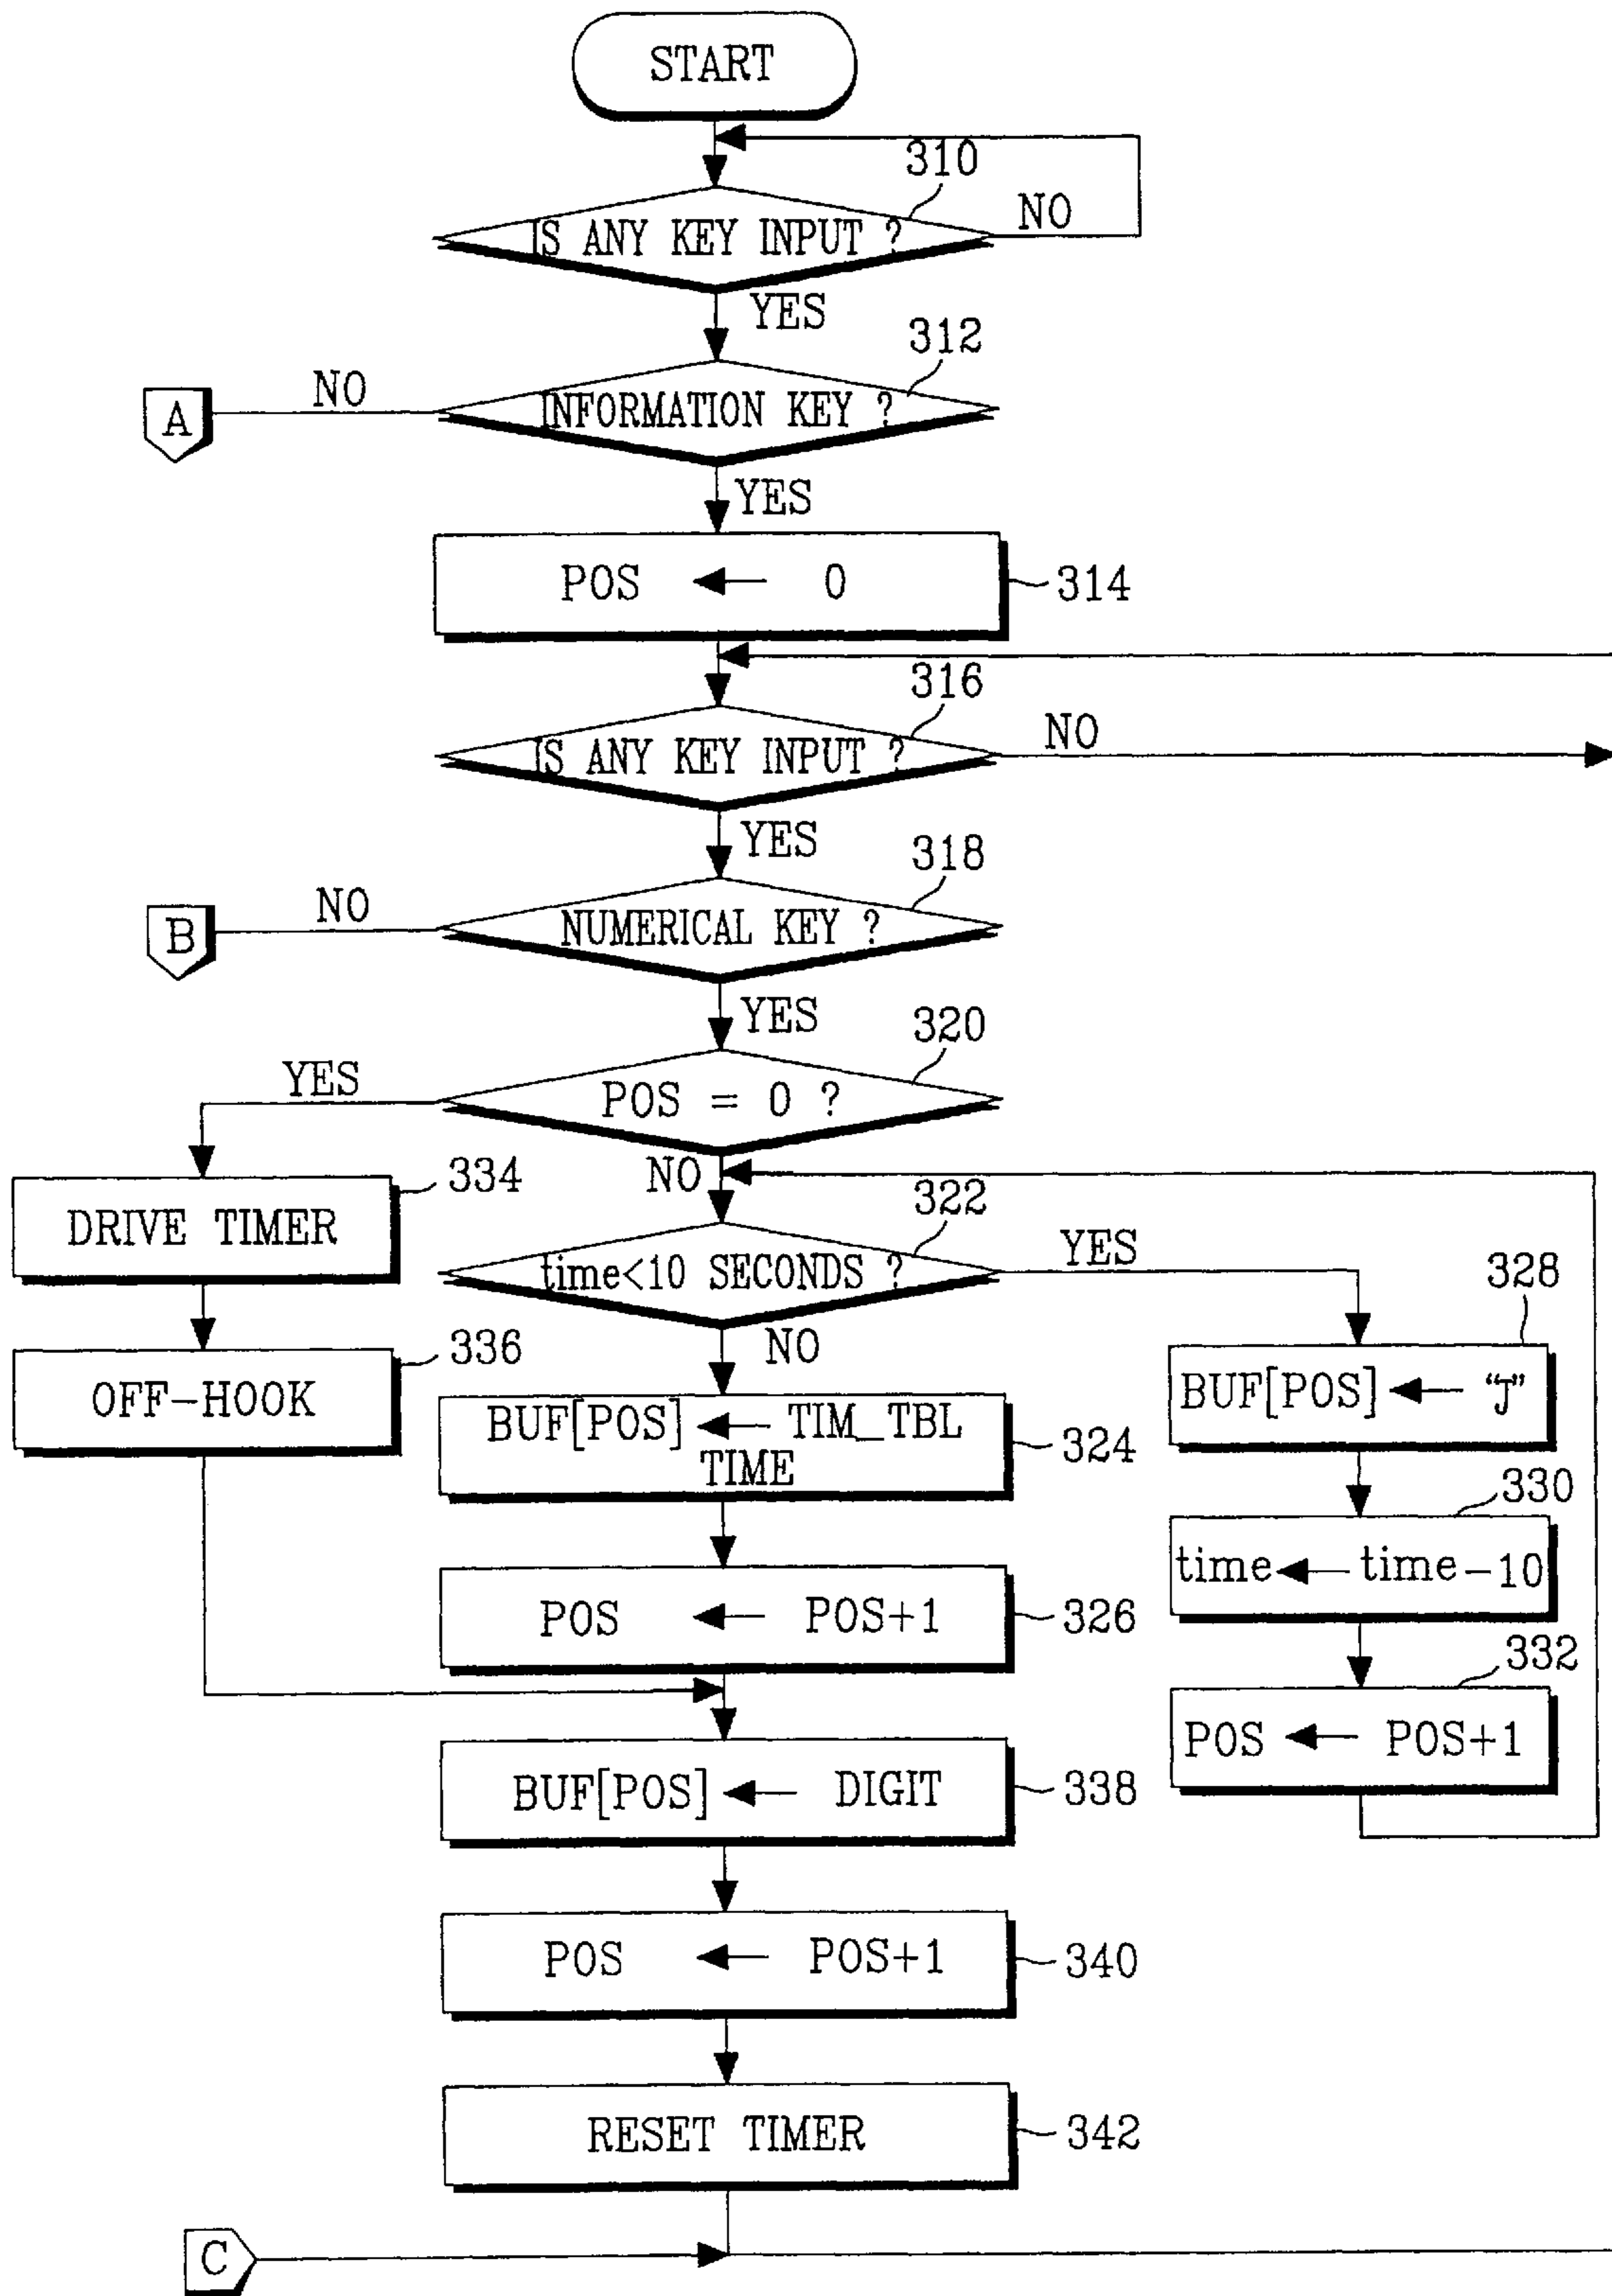 START
310
IS ANY KEY INPUT ?
NO
YES
312
INFORMATION KEY ?
NO
A
YES
POS ← 0
314
316
IS ANY KEY INPUT ?
NO
YES
318
NUMERICAL KEY ?
NO
B
YES
320
POS = 0 ?
YES
NO
334
DRIVE TIMER
322
time<10 SECONDS ?
YES
NO
328
BUF[POS] ← "J"
336
OFF-HOOK
BUF[POS] ← TIM_TBL
TIME
324
330
time ← time-10
POS ← POS+1
326
332
POS ← POS+1
BUF[POS] ← DIGIT
338
POS ← POS+1
340
RESET TIMER
342
C